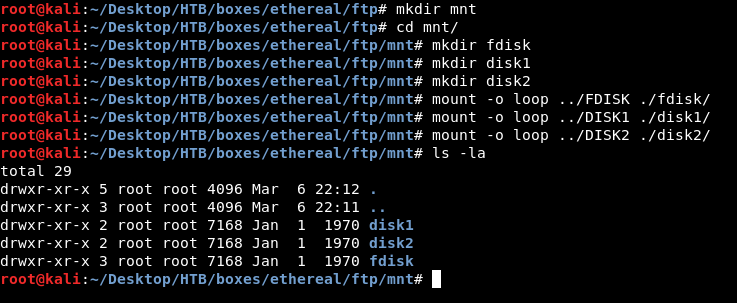 root@kali:~/Desktop/HTB/boxes/ethereal/ftp# mkdir mnt
root@kali:~/Desktop/HTB/boxes/ethereal/ftp# cd mnt/
root@kali:~/Desktop/HTB/boxes/ethereal/ftp/mnt# mkdir fdisk
root@kali:~/Desktop/HTB/boxes/ethereal/ftp/mnt# mkdir disk1
root@kali:~/Desktop/HTB/boxes/ethereal/ftp/mnt# mkdir disk2
root@kali:~/Desktop/HTB/boxes/ethereal/ftp/mnt# mount -o loop ../FDISK ./fdisk/
root@kali:~/Desktop/HTB/boxes/ethereal/ftp/mnt# mount -o loop ../DISK1 ./disk1/
root@kali:~/Desktop/HTB/boxes/ethereal/ftp/mnt# mount -o loop ../DISK2 ./disk2/
root@kali:~/Desktop/HTB/boxes/ethereal/ftp/mnt# ls -la
total 29
drwxr-xr-x 5 root root 4096 Mar  6 22:12 .
drwxr-xr-x 3 root root 4096 Mar  6 22:11 ..
drwxr-xr-x 2 root root 7168 Jan  1  1970 disk1
drwxr-xr-x 2 root root 7168 Jan  1  1970 disk2
drwxr-xr-x 3 root root 7168 Jan  1  1970 fdisk
root@kali:~/Desktop/HTB/boxes/ethereal/ftp/mnt#